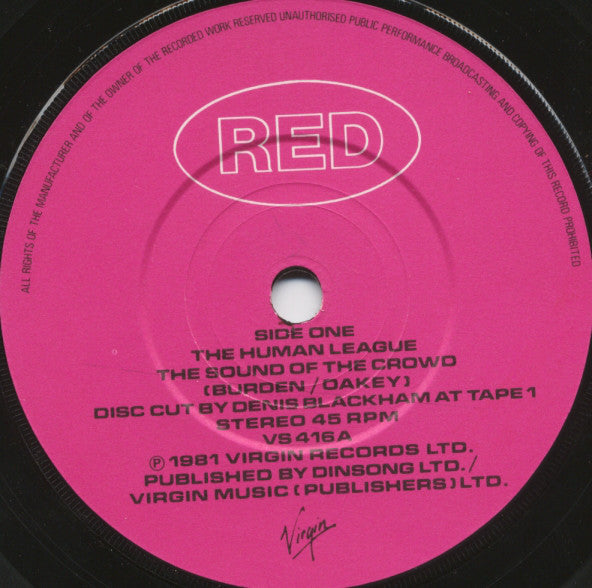 ALL RIGHTS OF THE MANUFACTURER AND OF THE OWNER OF THE RECORDED WORK RESERVED UNAUTHORISED PUBLIC PERFORMANCE BROADCASTING AND COPYING OF THIS RECORD PROHIBITED
RED
SIDE ONE
THE HUMAN LEAGUE
THE SOUND OF THE CROWD
(BURDEN / OAKEY)
DISC CUT BY DENIS BLACKHAM AT TAPE 1
STEREO 45 RPM
VS 416 A
℗ 1981 VIRGIN RECORDS LTD.
PUBLISHED BY DINSONG LTD. /
VIRGIN MUSIC (PUBLISHERS) LTD.
Virgin